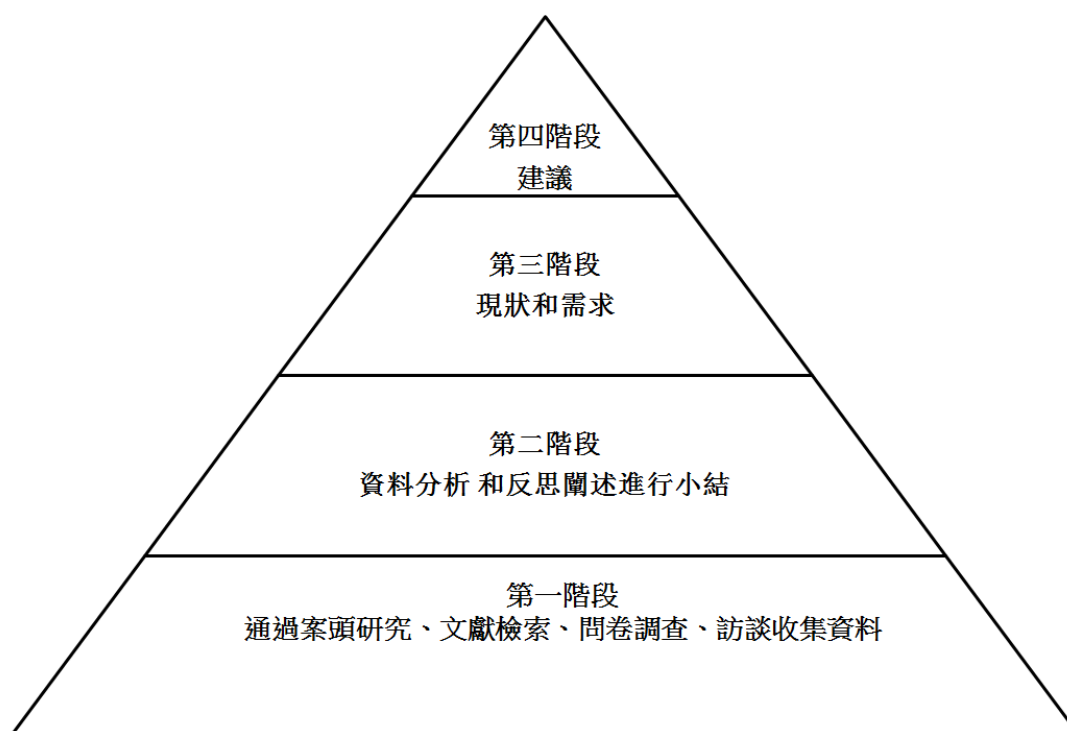 第四階段
建議
第三階段
現狀和需求
第二階段
資料分析 和反思闡述進行小結
第一階段
通過案頭研究、文獻檢索、問卷調查、訪談收集資料